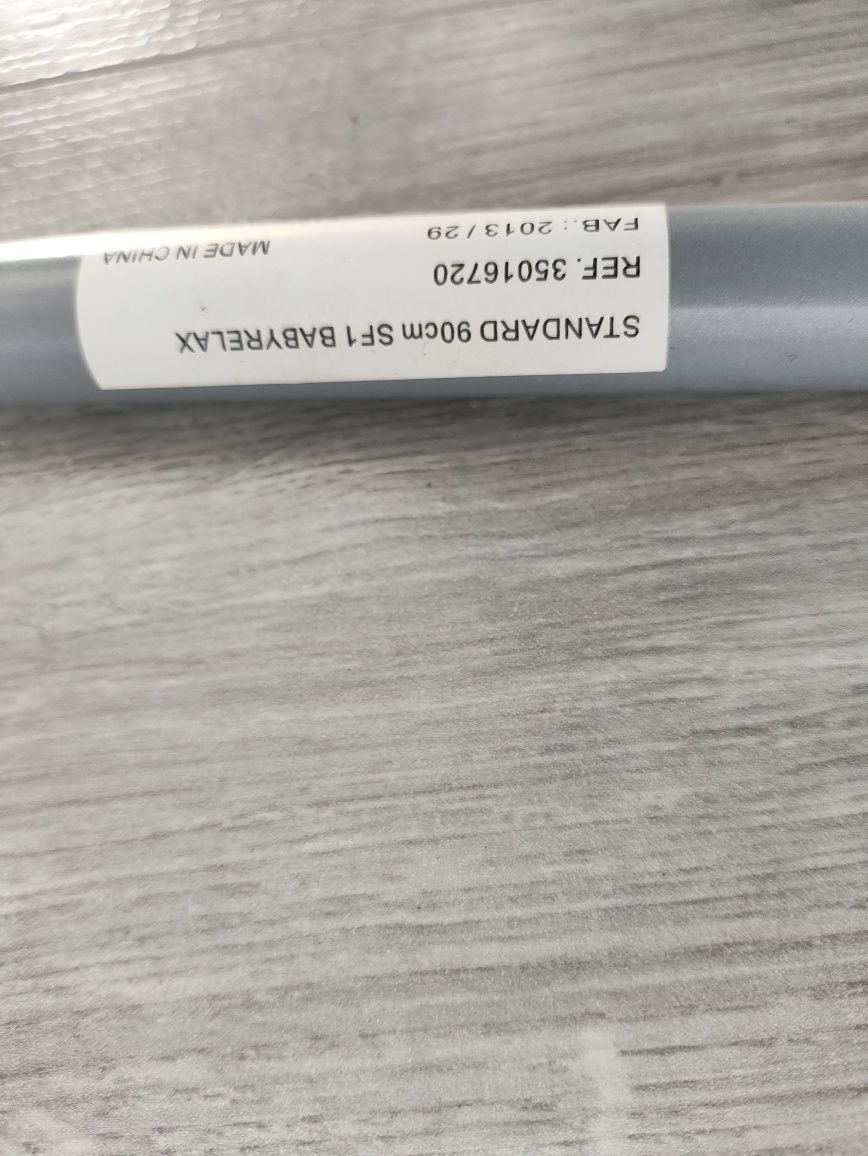 STANDARD 90cm SF1 BABYRELAX
REF. 35016720
FAB.: 2013 / 29 MADE IN CHINA